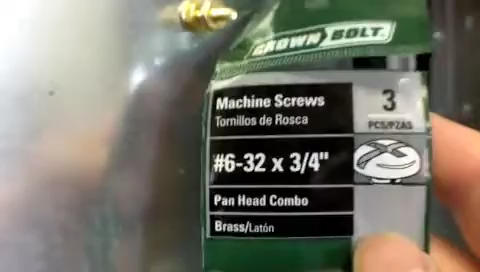 CROWN BOLT
Machine Screws
Tornillos de Rosca
3
PCS/PZAS
#6-32 x 3/4"
Pan Head Combo
Brass/Latón